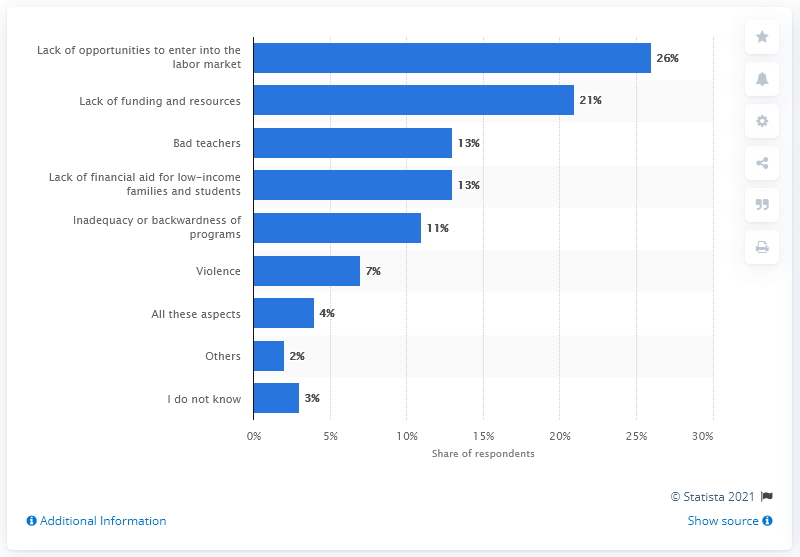 Lack of opportunities to enter into the
labor market
26%
Lack of funding and resources
21%
Bad teachers
13%
Lack of financial aid for low-income
families and students
13%
Inadequacy or backwardness of
programs
11%
Violence
7%
All these aspects
4%
Others
2%
I do not know
3%
0% 5% 10% 15% 20% 25% 30%
Share of respondents
© Statista 2021
Additional Information
Show source